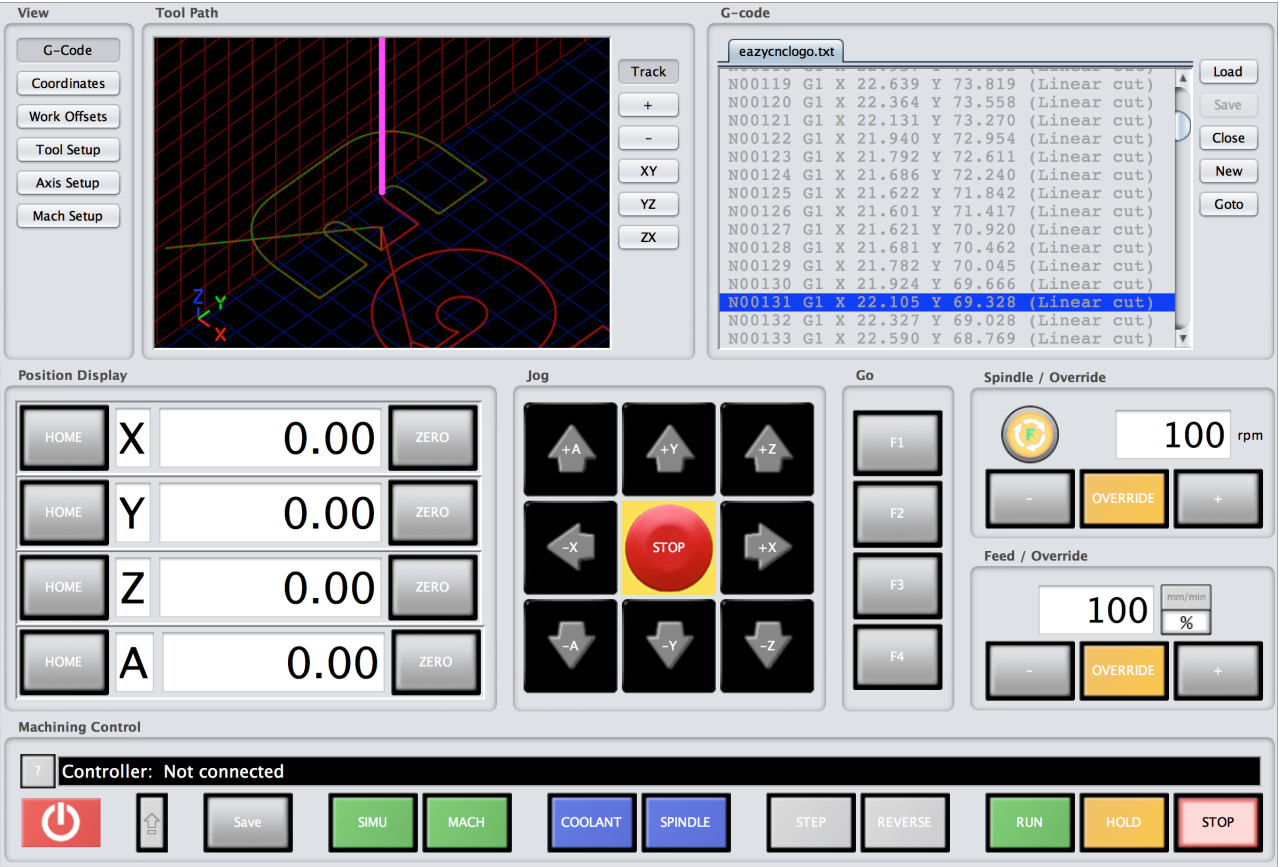 View
G-Code
Coordinates
Work Offsets
Tool Setup
Axis Setup
Mach Setup
Tool Path
Z
Y
X
Track
+
-
XY
YZ
ZX
G-code
eazycnclogo.txt
N00119 G1 X 22.639 Y 73.819 (Linear cut)
N00120 G1 X 22.364 Y 73.558 (Linear cut)
N00121 G1 X 22.131 Y 73.270 (Linear cut)
N00122 G1 X 21.940 Y 72.954 (Linear cut)
N00123 G1 X 21.792 Y 72.611 (Linear cut)
N00124 G1 X 21.686 Y 72.240 (Linear cut)
N00125 G1 X 21.622 Y 71.842 (Linear cut)
N00126 G1 X 21.601 Y 71.417 (Linear cut)
N00127 G1 X 21.621 Y 70.920 (Linear cut)
N00128 G1 X 21.681 Y 70.462 (Linear cut)
N00129 G1 X 21.782 Y 70.045 (Linear cut)
N00130 G1 X 21.924 Y 69.666 (Linear cut)
N00131 G1 X 22.105 Y 69.328 (Linear cut)
N00132 G1 X 22.327 Y 69.028 (Linear cut)
N00133 G1 X 22.590 Y 68.769 (Linear cut)
Load
Save
Close
New
Goto
Position Display
HOME X 0.00 ZERO
HOME Y 0.00 ZERO
HOME Z 0.00 ZERO
HOME A 0.00 ZERO
Jog
+A +Y +Z
-X STOP +X
-A -Y -Z
Go
F1
F2
F3
F4
Spindle / Override
F 100 rpm
- OVERRIDE +
Feed / Override
100 mm/min
%
- OVERRIDE +
Machining Control
? Controller: Not connected
Save SIMU MACH COOLANT SPINDLE STEP REVERSE RUN HOLD STOP